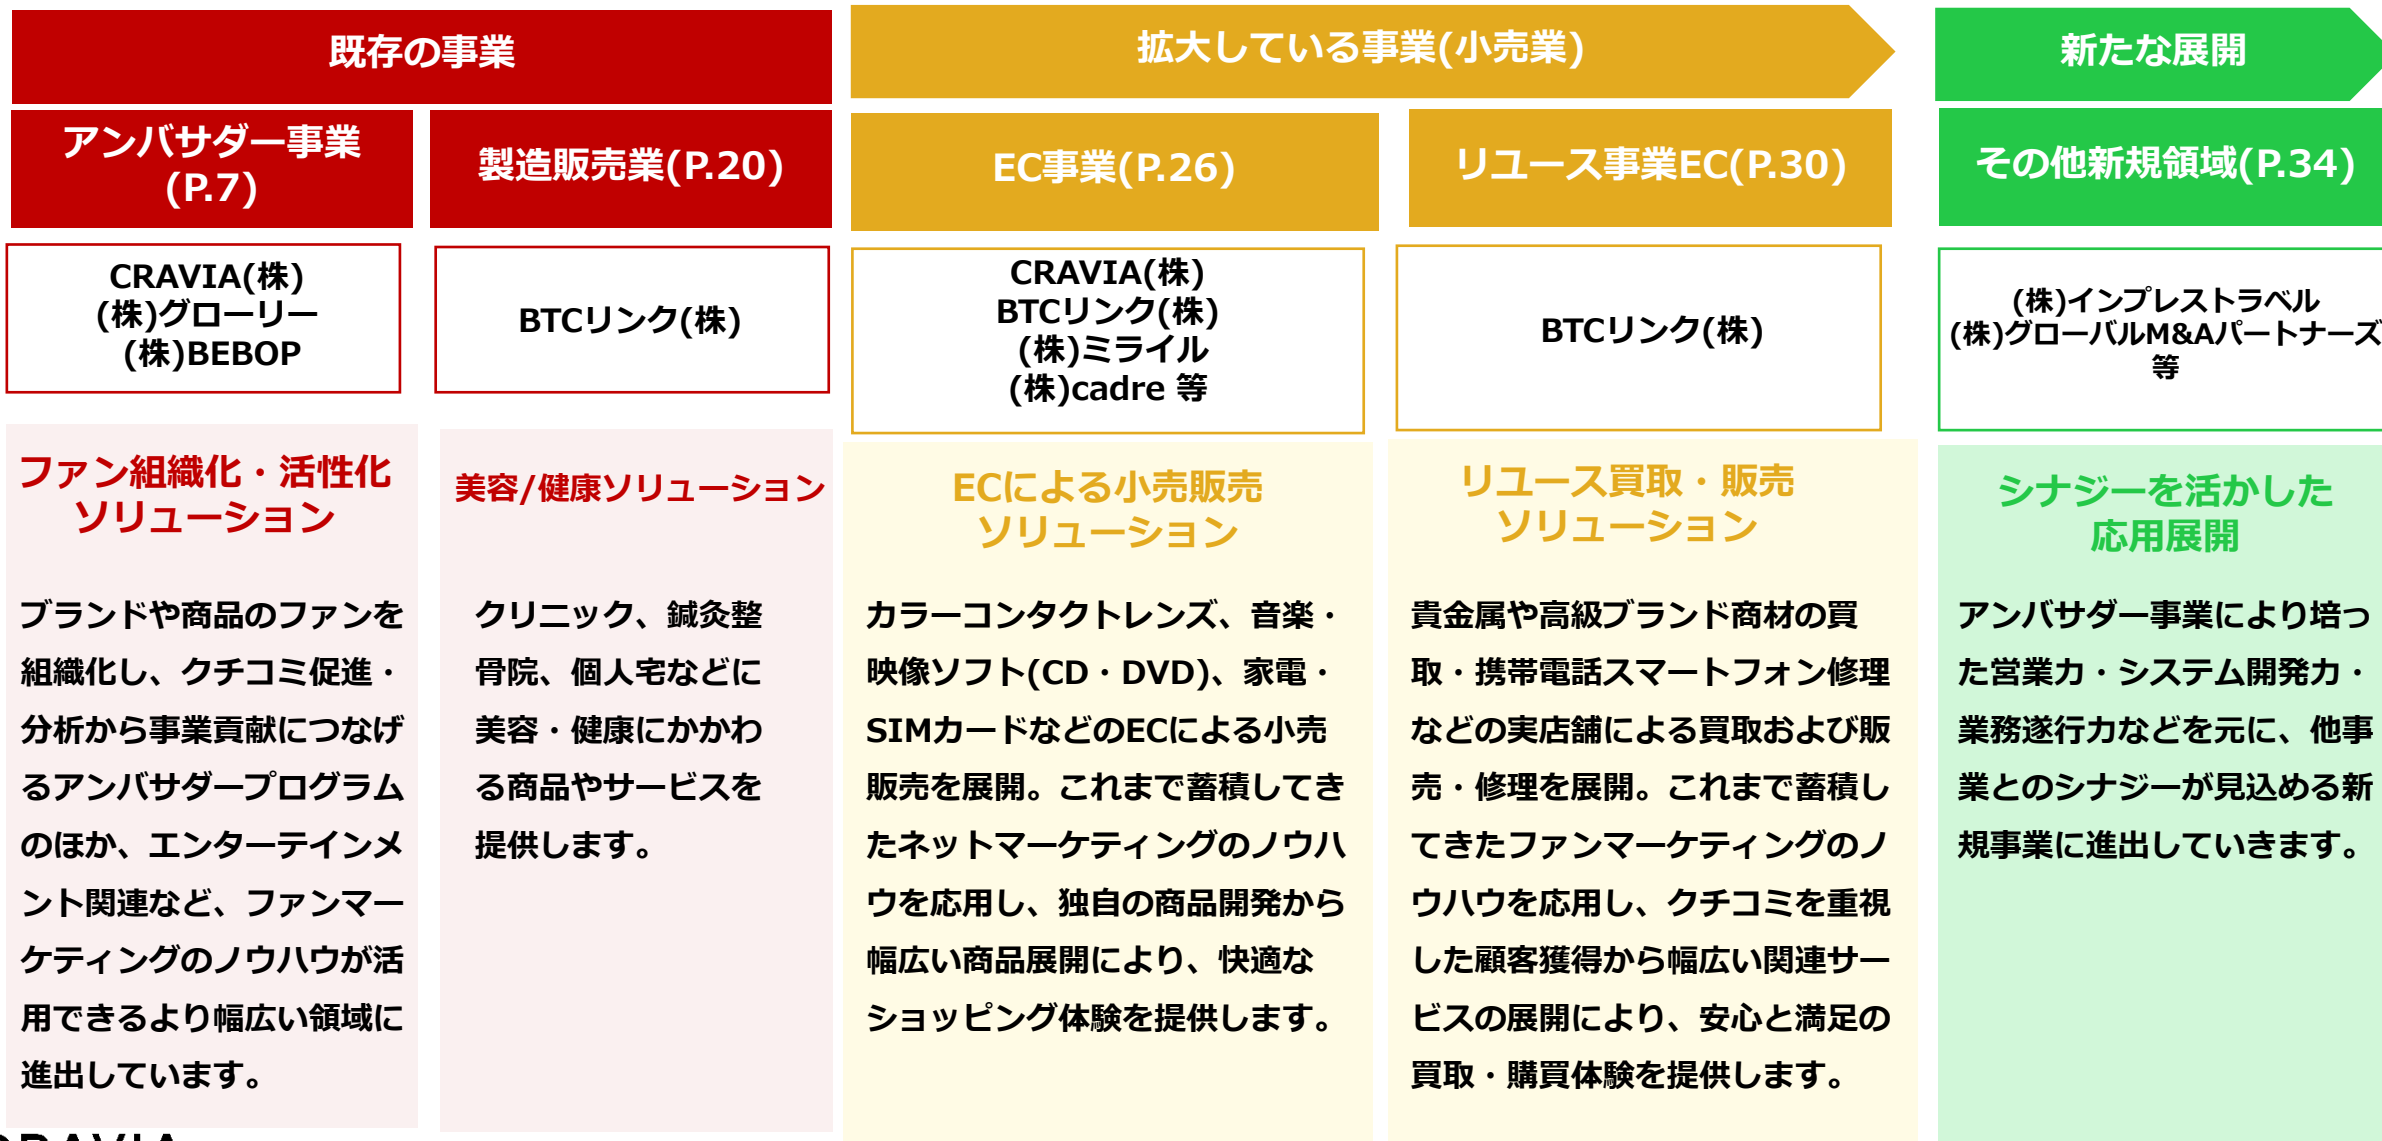 既存の事業
拡大している事業(小売業)
新たな展開
アンバサダー事業
(P.7)
製造販売業(P.20)
EC事業(P.26)
リユース事業EC(P.30)
その他新規領域(P.34)
CRAVIA(株)
(株)グローリー
(株)BEBOP
BTCリンク(株)
CRAVIA(株)
BTCリンク(株)
(株)ミライル
(株)cadre 等
BTCリンク(株)
(株)インプレストラベル
(株)グローバルM&Aパートナーズ
等
ファン組織化・活性化
ソリューション
ブランドや商品のファンを
組織化し、クチコミ促進・
分析から事業貢献につなげ
るアンバサダープログラム
のほか、エンターテインメ
ント関連など、ファンマー
ケティングのノウハウが活
用できるより幅広い領域に
進出しています。
美容/健康ソリューション
クリニック、鍼灸整
骨院、個人宅などに
美容・健康にかかわ
る商品やサービスを
提供します。
ECによる小売販売
ソリューション
カラーコンタクトレンズ、音楽・
映像ソフト(CD・DVD)、家電・
SIMカードなどのECによる小売
販売を展開。これまで蓄積してき
たネットマーケティングのノウハ
ウを応用し、独自の商品開発から
幅広い商品展開により、快適な
ショッピング体験を提供します。
リユース買取・販売
ソリューション
貴金属や高級ブランド商材の買
取・携帯電話スマートフォン修理
などの実店舗による買取および販
売・修理を展開。これまで蓄積し
てきたファンマーケティングのノ
ウハウを応用し、クチコミを重視
した顧客獲得から幅広い関連サー
ビスの展開により、安心と満足の
買取・購買体験を提供します。
シナジーを活かした
応用展開
アンバサダー事業により培っ
た営業力・システム開発力・
業務遂行力などを元に、他事
業とのシナジーが見込める新
規事業に進出していきます。